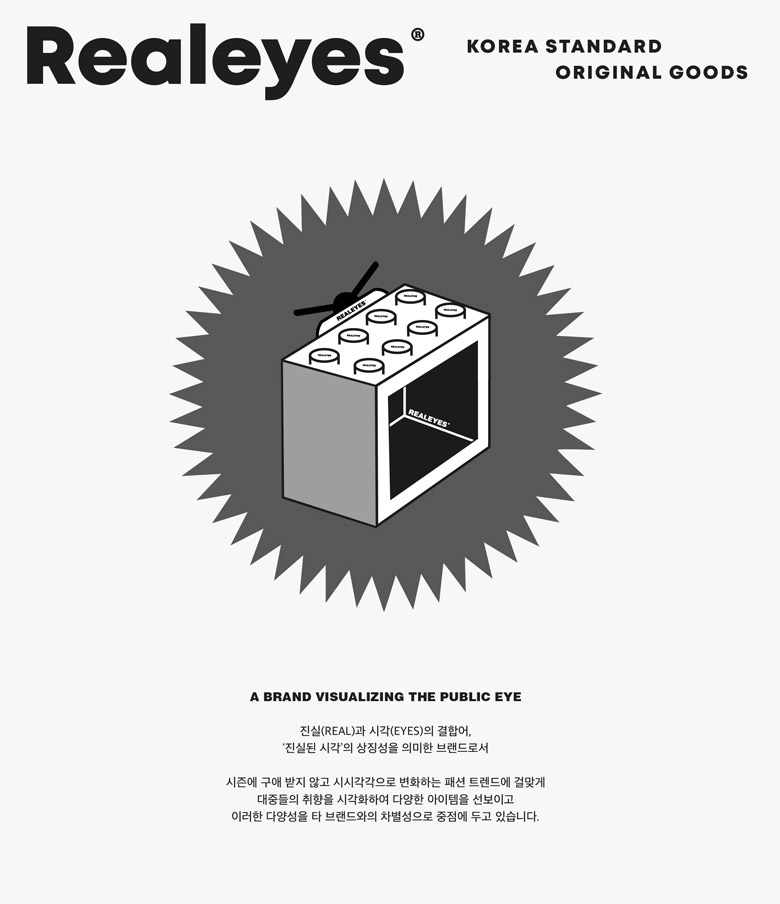 Realeyes®
KOREA STANDARD
ORIGINAL GOODS
REALEYES
REALEYES
A BRAND VISUALIZING THE PUBLIC EYE
진실(REAL)과 시각(EYES)의 결합어,
'진실된 시각'의 상징성을 의미한 브랜드로서
시즌에 구애 받지 않고 시시각각으로 변화하는 패션 트렌드에 걸맞게
대중들의 취향을 시각화하여 다양한 아이템을 선보이고
이러한 다양성을 타 브랜드와의 차별성으로 중점에 두고 있습니다.